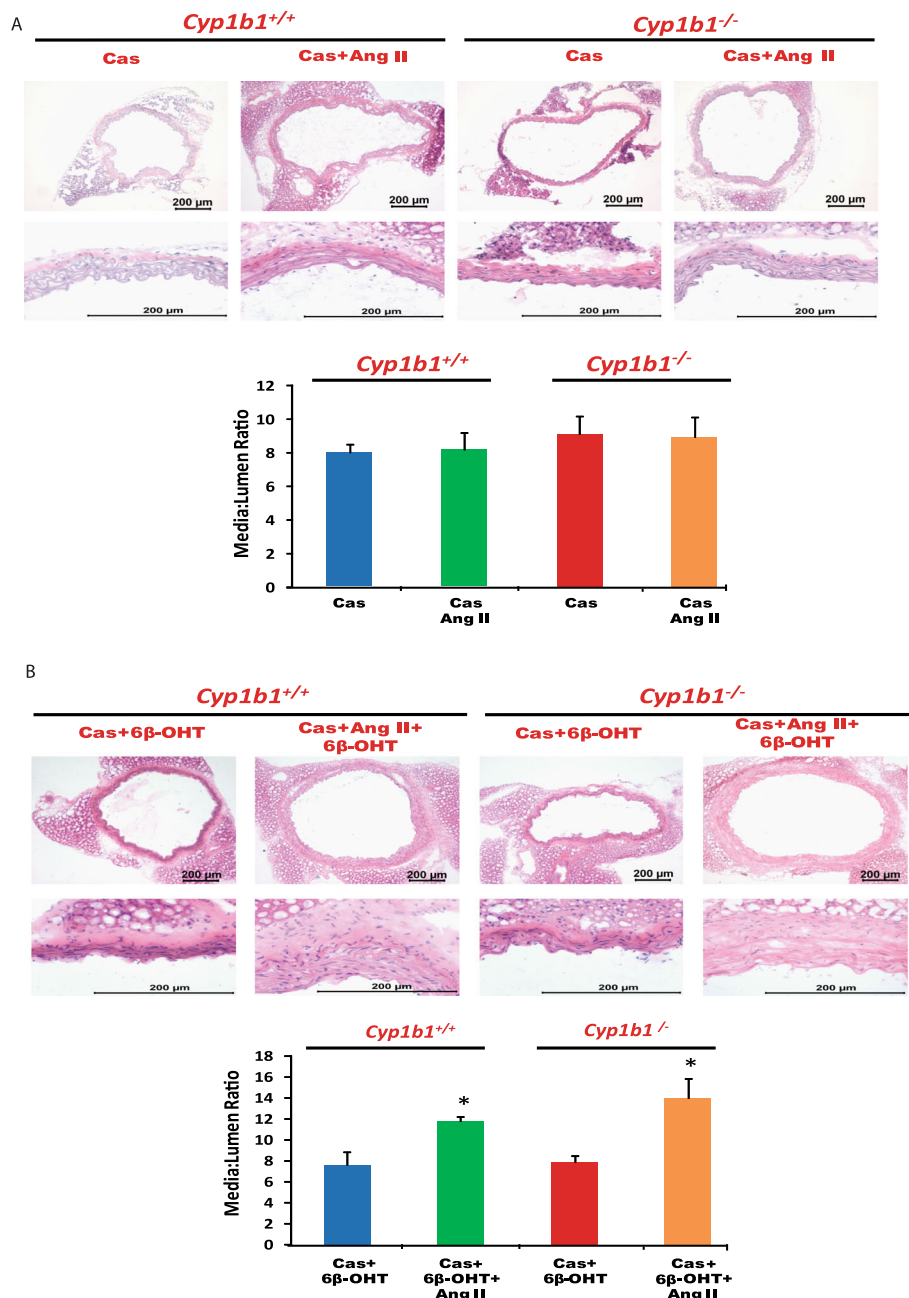 A
Cyp1b1+/+ Cyp1b1-/-
Cas Cas+Ang II Cas Cas+Ang II
200 µm 200 µm 200 µm 200 µm
200 µm 200 µm 200 µm 200 µm
Cyp1b1+/+ Cyp1b1-/-
Media:Lumen Ratio
12
10
8
6
4
2
0
Cas Cas Cas Cas
Ang II Ang II
B
Cyp1b1+/+ Cyp1b1-/-
Cas+6β-OHT Cas+Ang II+ Cas+6β-OHT Cas+Ang II+
6β-OHT 6β-OHT
200 µm 200 µm 200 µm 200 µm
200 µm 200 µm 200 µm 200 µm
Cyp1b1+/+ Cyp1b1 /-
Media:Lumen Ratio
18
16
14
12
10
8
6
4
2
0
* *
Cas+ Cas+ Cas+ Cas+
6β-OHT 6β-OHT+ 6β-OHT 6β-OHT+
Ang II Ang II